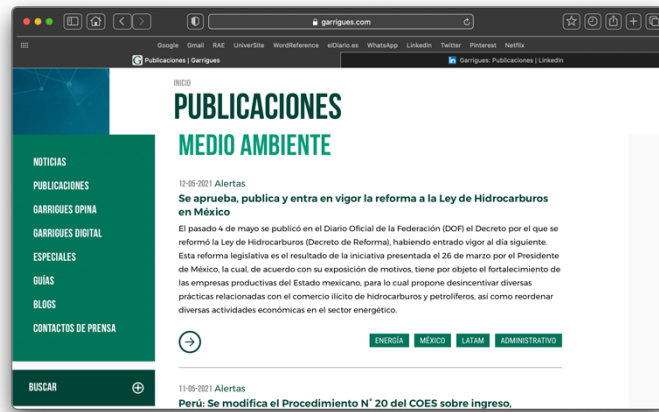 garrigues.com
Google Gmail RAE UniverSite WordReference elDiario.es WhatsApp Linkedin Twitter Pinterest Netflix
Publicaciones | Garrigues
in Garrigues: Publicaciones | LinkedIn
INICIO
PUBLICACIONES
MEDIO AMBIENTE
NOTICIAS
PUBLICACIONES
GARRIGUES OPINA
GARRIGUES DIGITAL
ESPECIALES
GUÍAS
BLOGS
CONTACTOS DE PRENSA
BUSCAR
12-05-2021 Alertas
Se aprueba, publica y entra en vigor la reforma a la Ley de Hidrocarburos
en México
El pasado 4 de mayo se publicó en el Diario Oficial de la Federación (DOF) el Decreto por el que se
reformó la Ley de Hidrocarburos (Decreto de Reforma), habiendo entrado vigor al día siguiente.
Esta reforma legislativa es el resultado de la iniciativa presentada el 26 de marzo por el Presidente
de México, la cual, de acuerdo con su exposición de motivos, tiene por objeto el fortalecimiento de
las empresas productivas del Estado mexicano, para lo cual propone desincentivar diversas
prácticas relacionadas con el comercio ilícito de hidrocarburos y petrolíferos, así como reordenar
diversas actividades económicas en el sector energético.
ENERGÍA MÉXICO LATAM ADMINISTRATIVO
11-05-2021 Alertas
Perú: Se modifica el Procedimiento N° 20 del COES sobre ingreso,